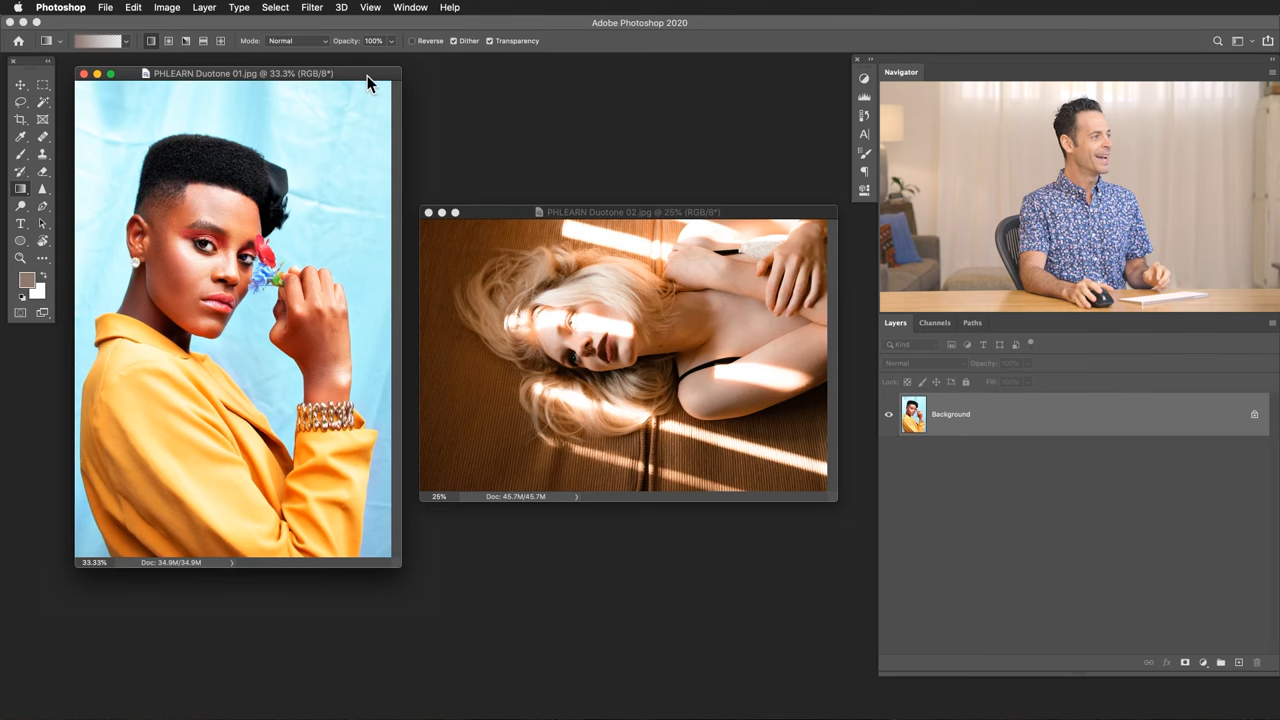 Photoshop File Edit Image Layer Type Select Filter 3D View Window Help
Adobe Photoshop 2020
Mode: Normal Opacity: 100% Reverse Dither Transparency
PHLEARN Duotone 01.jpg @ 33.3% (RGB/8*)
Navigator
PHLEARN Duotone 02.jpg @ 25% (RGB/8*)
Layers Channels Paths
Kind
Normal Opacity: 100%
Lock: Fill: 100%
Background
25% Doc: 45.7M/45.7M
33.33% Doc: 34.9M/34.9M
fx